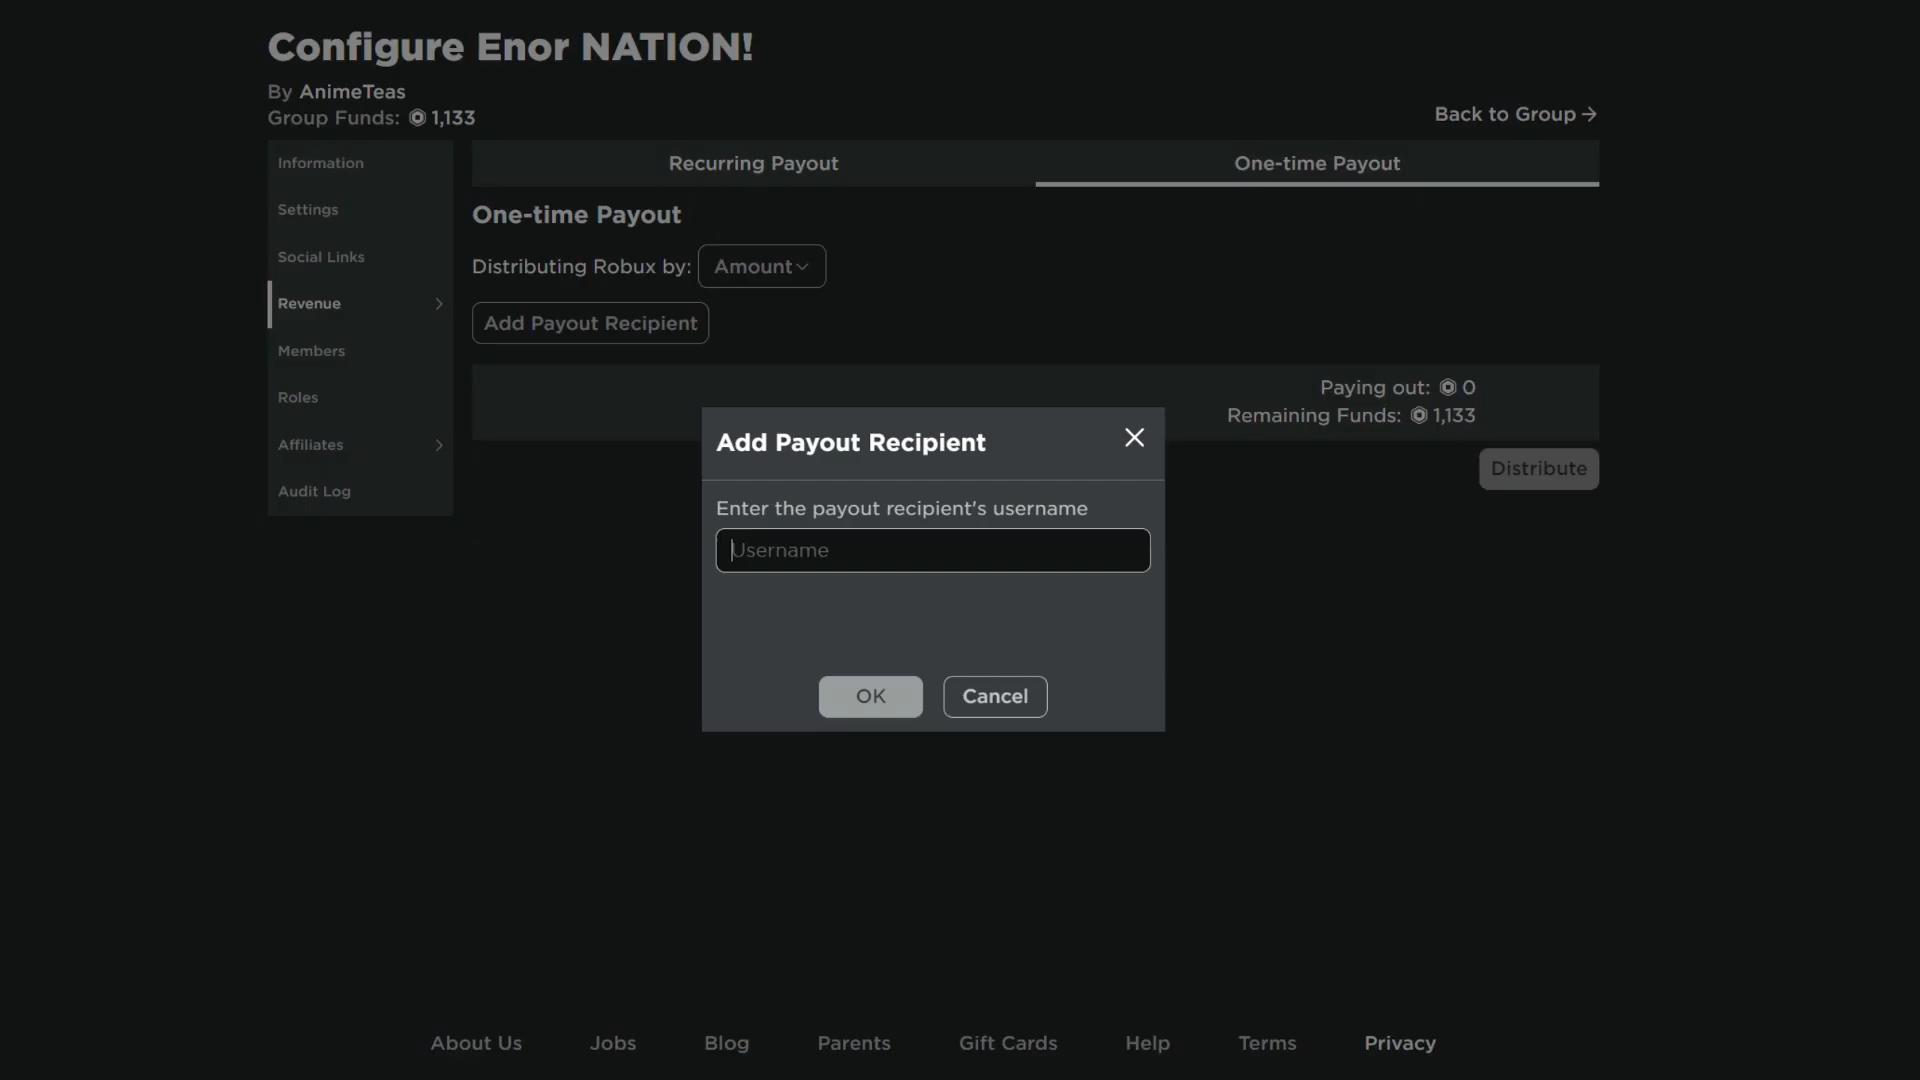 Configure Enor NATION!
By AnimeTeas
Group Funds: 1,133
Back to Group
Information
Settings
Social Links
Revenue
Members
Roles
Affiliates
Audit Log
Recurring Payout
One-time Payout
One-time Payout
Distributing Robux by: Amount
Add Payout Recipient
Paying out: 0
Remaining Funds: 1,133
Distribute
Add Payout Recipient
Enter the payout recipient's username
Username
OK
Cancel
About Us Jobs Blog Parents Gift Cards Help Terms Privacy